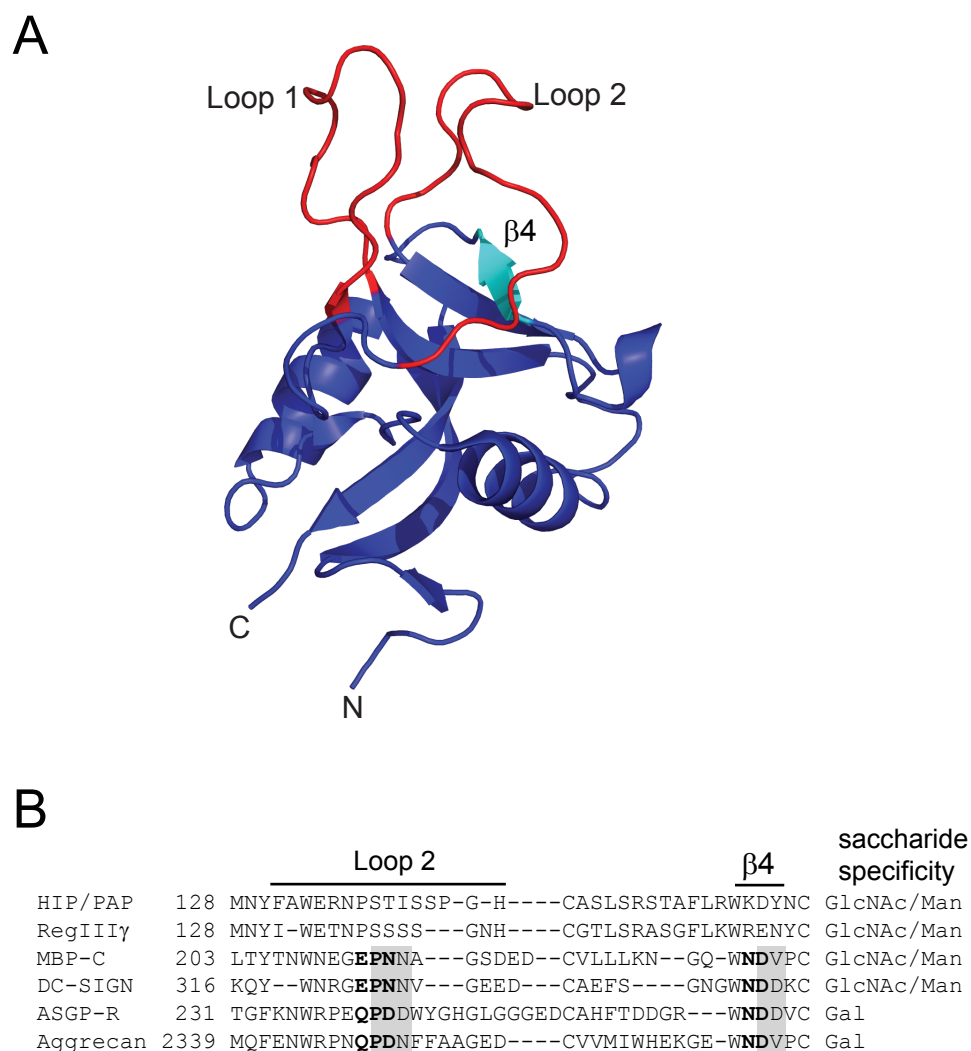 A
Loop 1
Loop 2
β4
C
N
B
saccharide
specificity
Loop 2
β4
HIP/PAP 128 MNYFAWERNPSTISSP-G-H----CASLSRSTAFLRWKDYNC GlcNAc/Man
RegIIIγ 128 MNYI-WETNPSSSS---GNH----CGTLSRASGFLKWRENYC GlcNAc/Man
MBP-C 203 LTYTNWNEGEPNNA---GSDED--CVLLLKN--GQ-WNDVPC GlcNAc/Man
DC-SIGN 316 KQY--WNRGEPNNV---GEED---CAEFS---GNGWNDDKC GlcNAc/Man
ASGP-R 231 TGFKNWRPEQPDDWYGHGLGGGEDCAHFTDDGR---WNDDVC Gal
Aggrecan 2339 MQFENWRPNQPDNFFAAGED----CVVMIWHEKGE-WNDVPC Gal